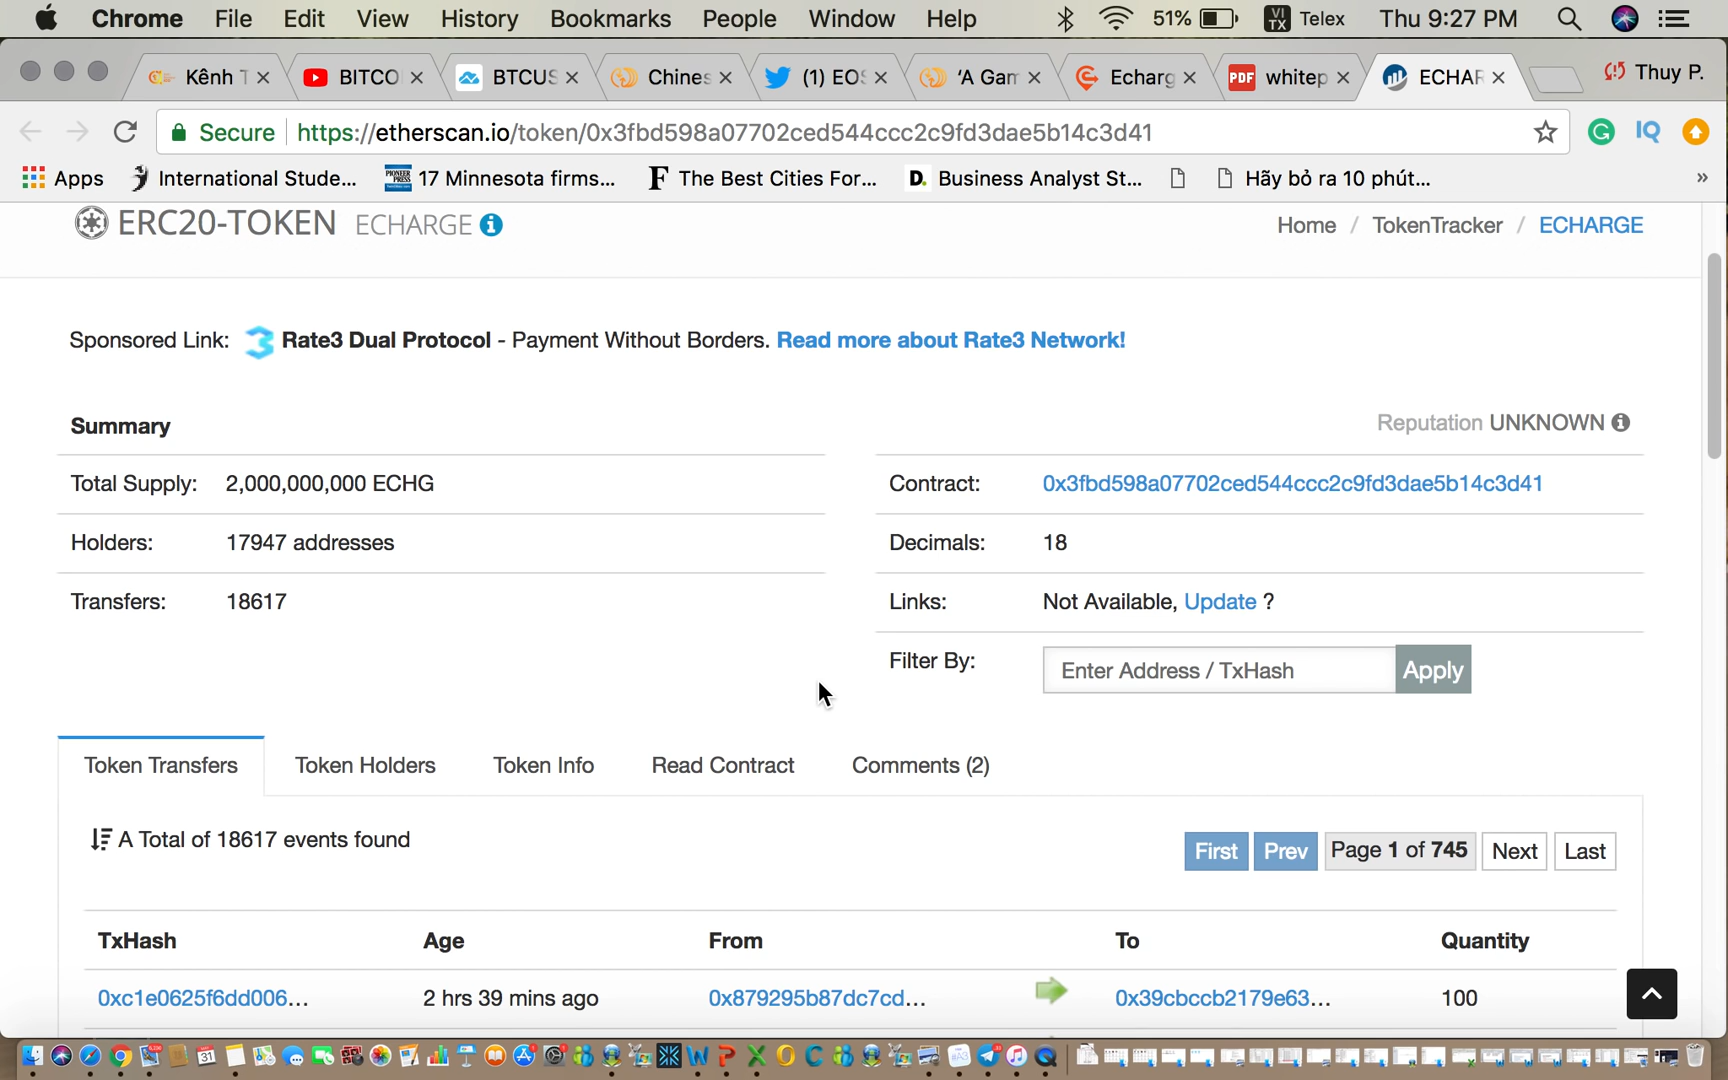 Chrome File Edit View History Bookmarks People Window Help 51% VI TX Telex Thu 9:27 PM
Kênh T BITCO BTCUS Chines (1) EOS 'A Gam Echarg PDF whitep ECHAR Thuy P.
Secure https://etherscan.io/token/0x3fbd598a07702ced544ccc2c9fd3dae5b14c3d41 G IQ
Apps International Stude... PIONEER PRESS 17 Minnesota firms... F The Best Cities For... D. Business Analyst St... Hãy bỏ ra 10 phút... »
ERC20-TOKEN ECHARGE Home / TokenTracker / ECHARGE
Sponsored Link: Rate3 Dual Protocol - Payment Without Borders. Read more about Rate3 Network!
Summary Reputation UNKNOWN
Total Supply: 2,000,000,000 ECHG Contract: 0x3fbd598a07702ced544ccc2c9fd3dae5b14c3d41
Holders: 17947 addresses Decimals: 18
Transfers: 18617 Links: Not Available, Update ?
Filter By: Enter Address / TxHash Apply
Token Transfers Token Holders Token Info Read Contract Comments (2)
A Total of 18617 events found First Prev Page 1 of 745 Next Last
TxHash Age From To Quantity
0xc1e0625f6dd006... 2 hrs 39 mins ago 0x879295b87dc7cd... 0x39cbccb2179e63... 100